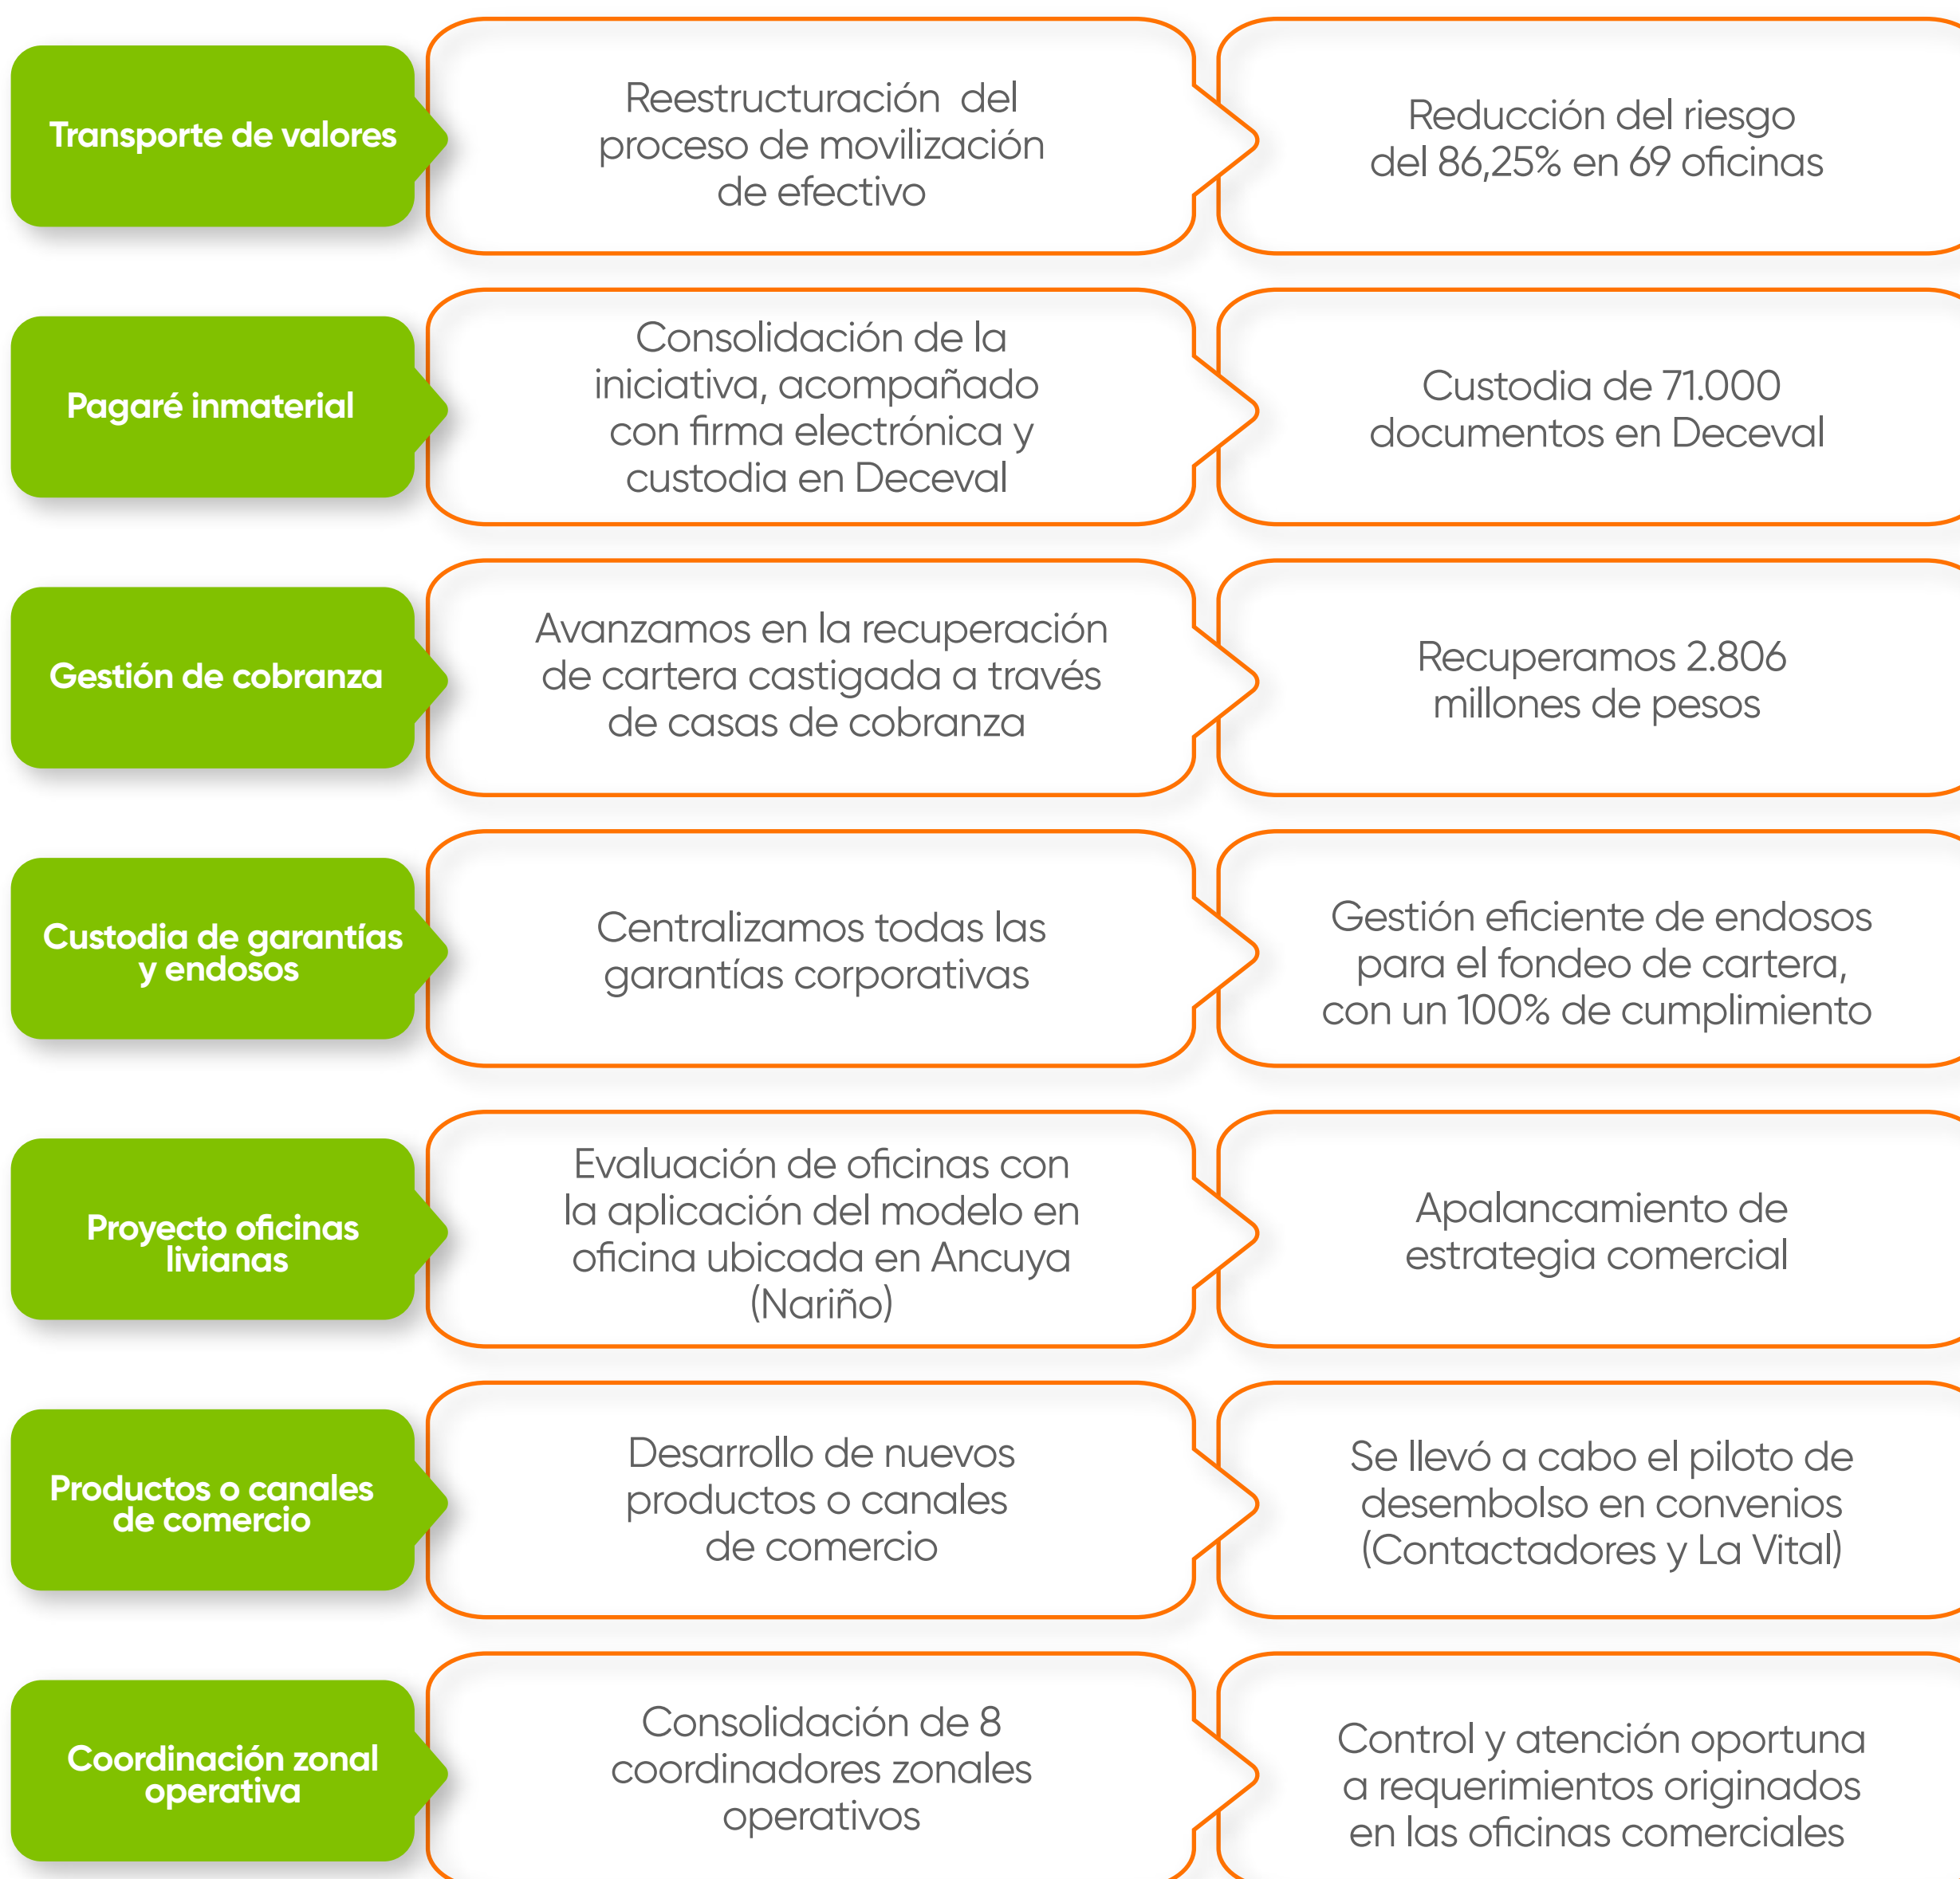 Transporte de valores
Reestructuración del
proceso de movilización
de efectivo
Reducción del riesgo
del 86,25% en 69 oficinas
Pagaré inmaterial
Consolidación de la
iniciativa, acompañado
con firma electrónica y
custodia en Deceval
Custodia de 71.000
documentos en Deceval
Gestión de cobranza
Avanzamos en la recuperación
de cartera castigada a través
de casas de cobranza
Recuperamos 2.806
millones de pesos
Custodia de garantías
y endosos
Centralizamos todas las
garantías corporativas
Gestión eficiente de endosos
para el fondeo de cartera,
con un 100% de cumplimiento
Proyecto oficinas
livianas
Evaluación de oficinas con
la aplicación del modelo en
oficina ubicada en Ancuya
(Nariño)
Apalancamiento de
estrategia comercial
Productos o canales
de comercio
Desarrollo de nuevos
productos o canales
de comercio
Se llevó a cabo el piloto de
desembolso en convenios
(Contactadores y La Vital)
Coordinación zonal
operativa
Consolidación de 8
coordinadores zonales
operativos
Control y atención oportuna
a requerimientos originados
en las oficinas comerciales